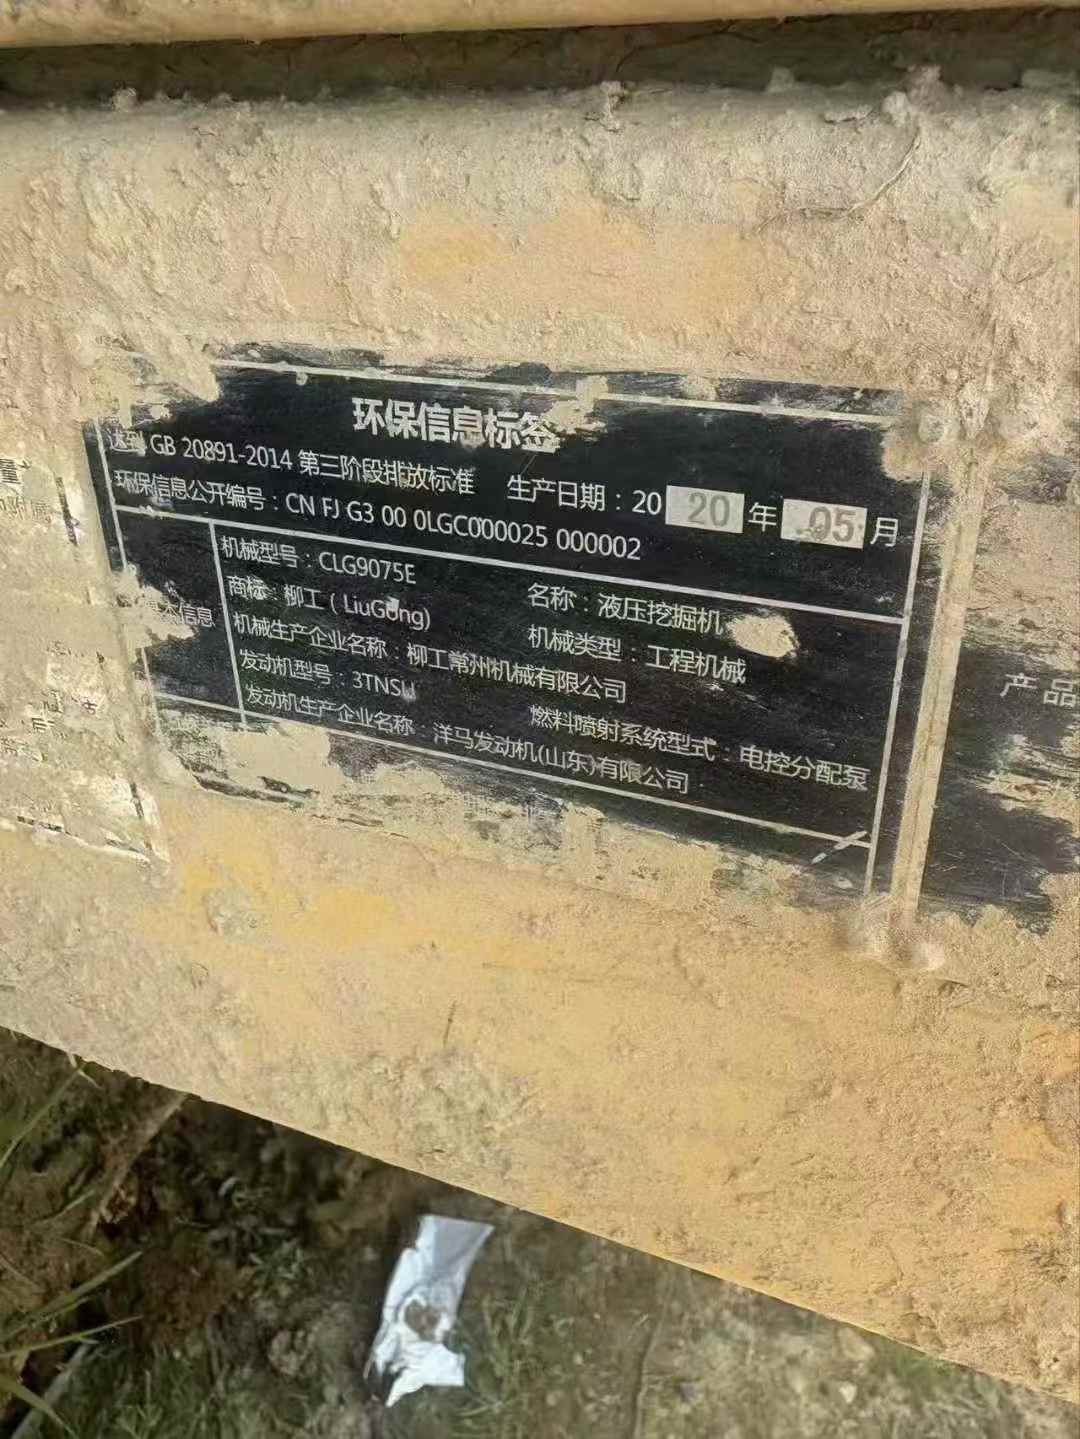 环保信息标签
达到 GB 20891-2014 第三阶段排放标准 生产日期：2020年05月
环保信息公开编号：CN FJ G3 00 0LGC000025 000002
机械型号：CLG9075E 名称：液压挖掘机
商标：柳工（LiuGong) 机械类型：工程机械
机械生产企业名称：柳工常州机械有限公司
发动机型号：3TNSU 燃料喷射系统型式：电控分配泵
发动机生产企业名称：洋马发动机(山东)有限公司
信息
量
产品